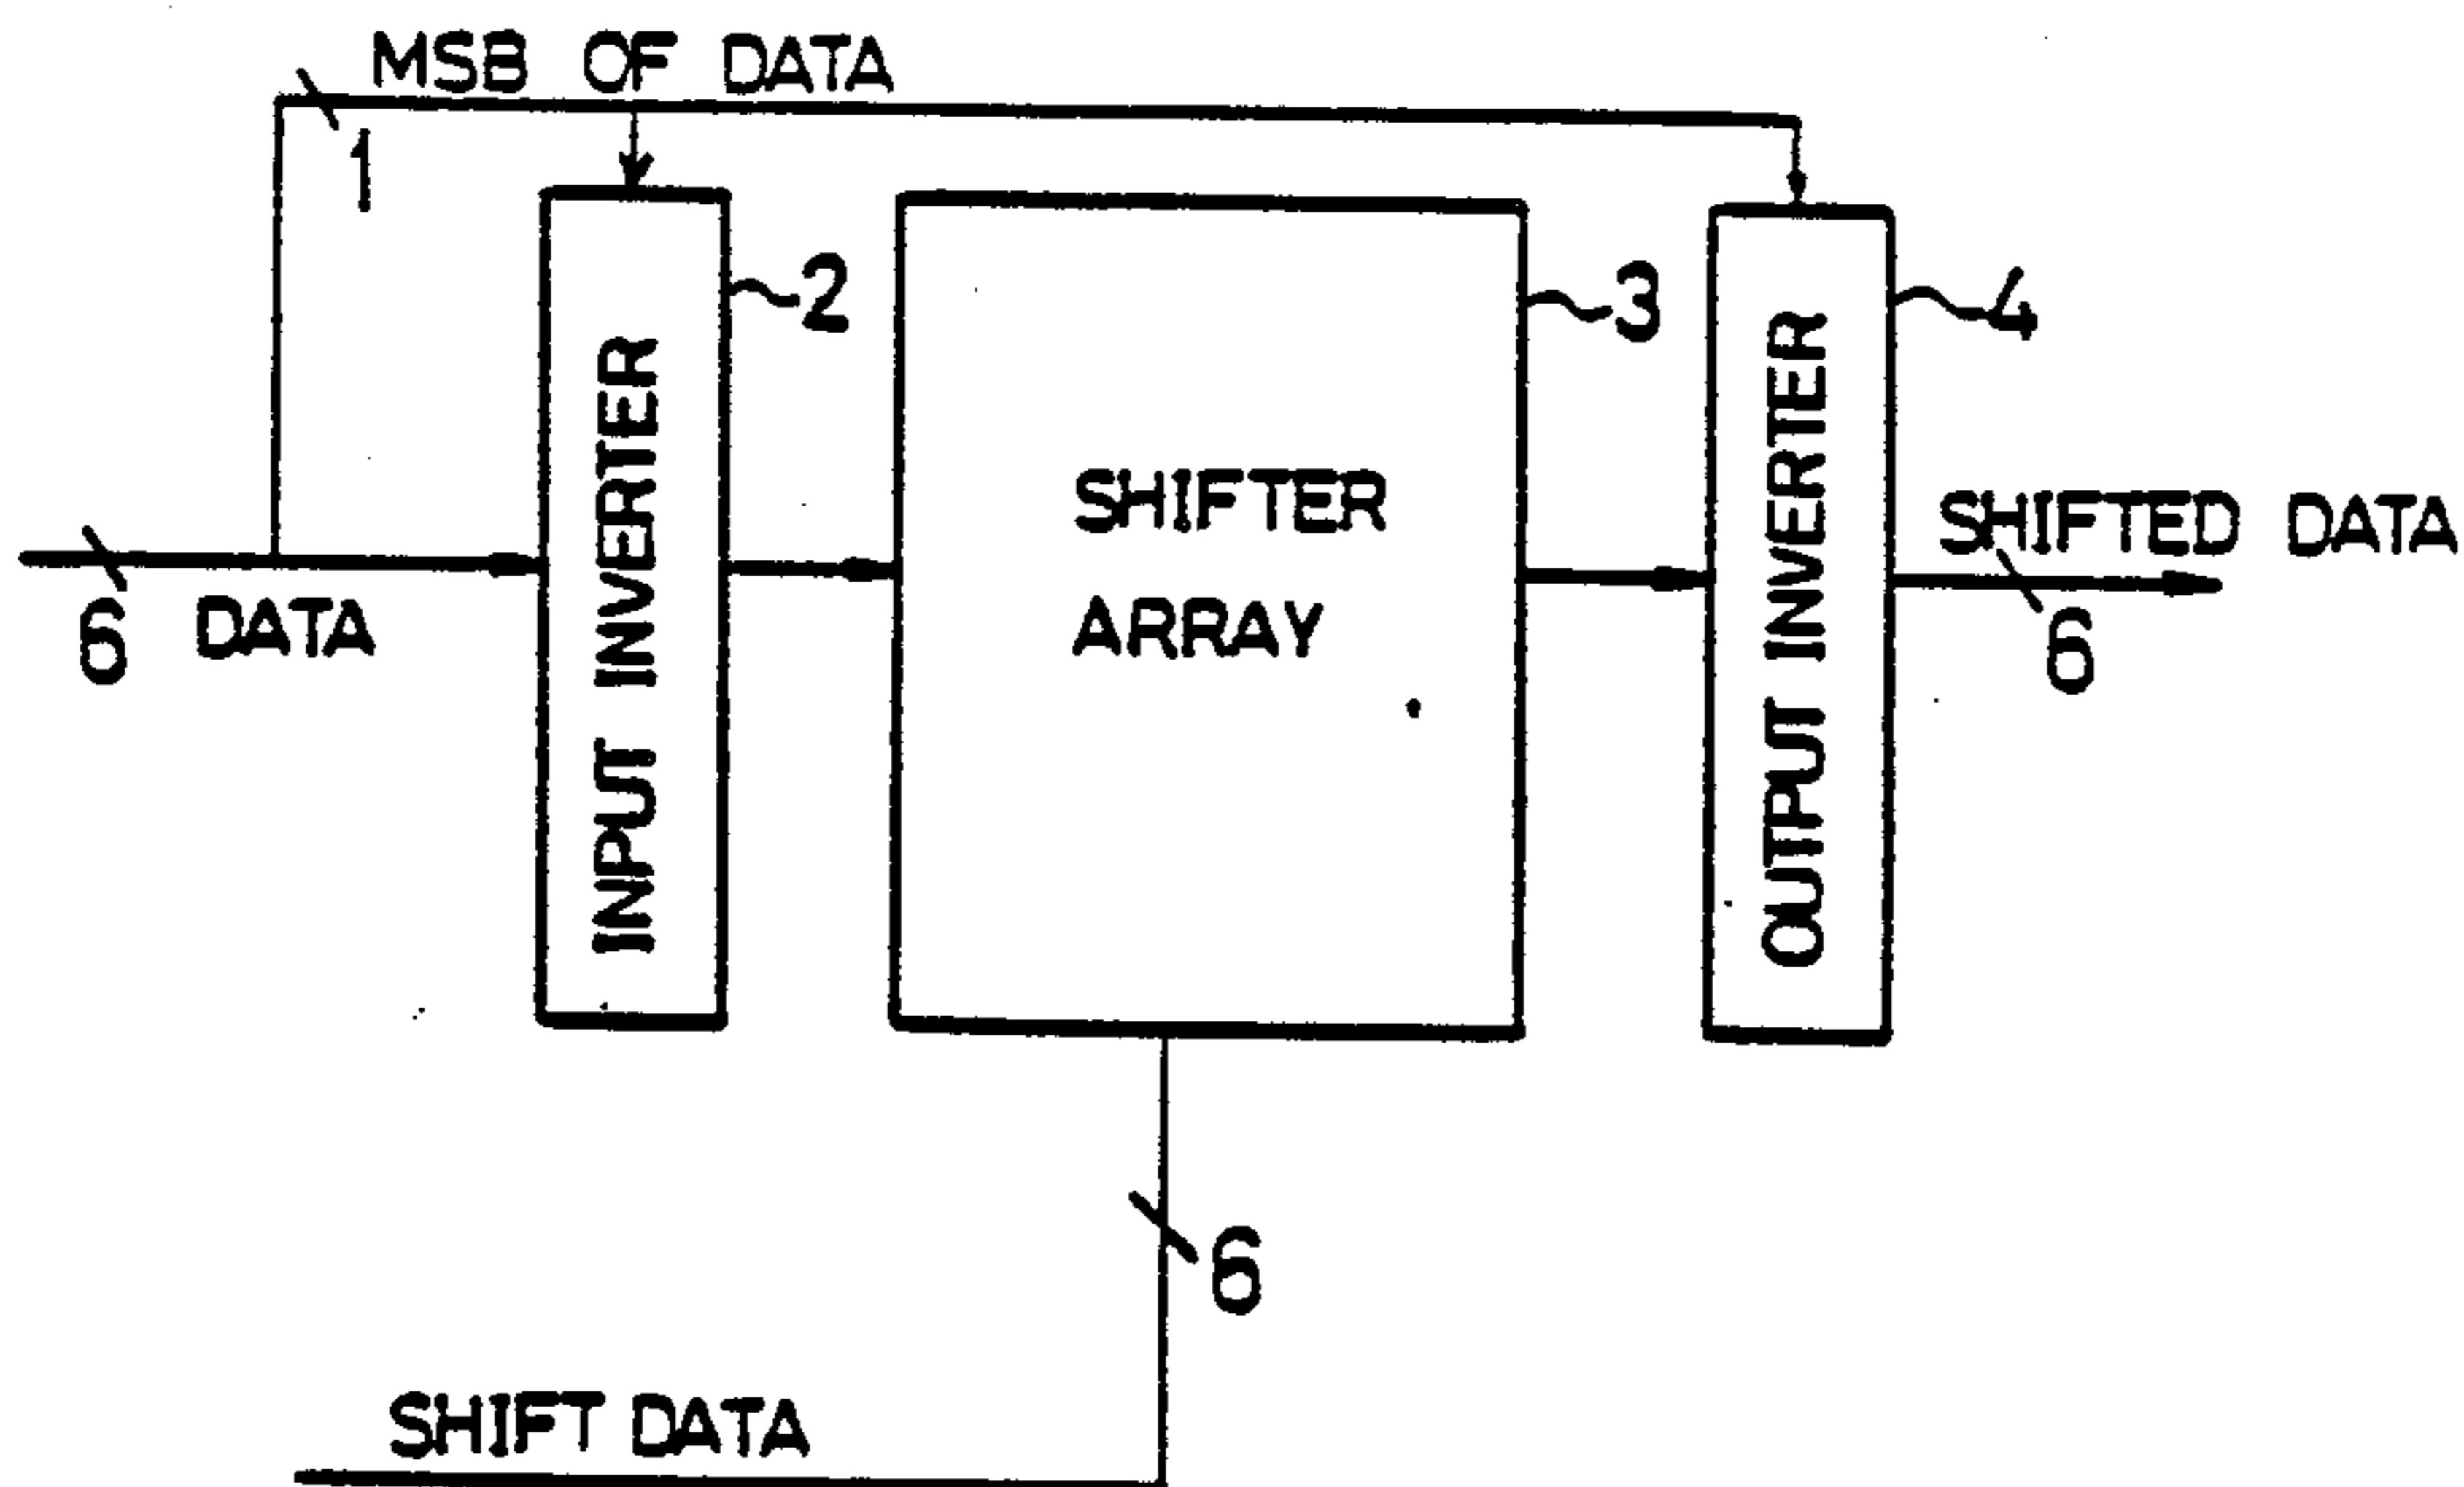 MSB OF DATA
1
2
3
4
INPUT INVERTER
SHIFTER
ARRAY
OUTPUT INVERTER
SHIFTED DATA
6
DATA
6
6
SHIFT DATA